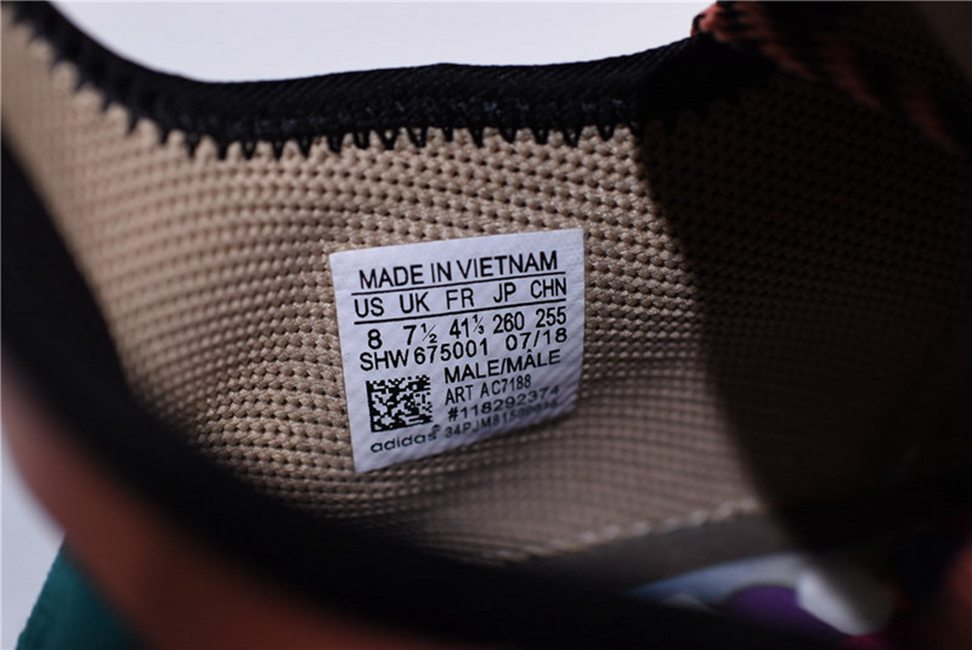 MADE IN VIETNAM
US UK FR JP CHN
8 7½ 41⅓ 260 255
SHW 675001 07/18
MALE/MÂLE
ART AC7188
#118292374
adidas